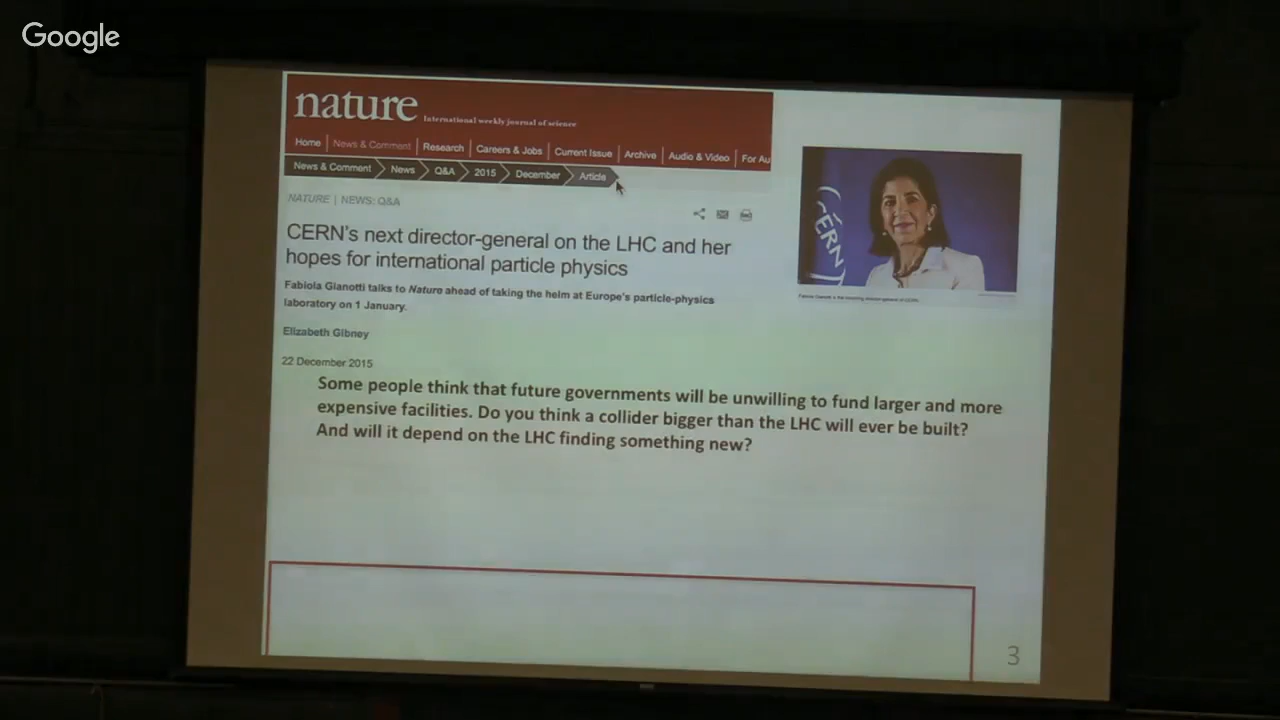 Google
nature
International weekly journal of science
Home
News & Comment
Research
Careers & Jobs
Current Issue
Archive
Audio & Video
For Au
News & Comment
News
Q&A
2015
December
Article
NATURE | NEWS: Q&A
CERN's next director-general on the LHC and her
hopes for international particle physics
Fabiola Gianotti talks to Nature ahead of taking the helm at Europe's particle-physics
laboratory on 1 January.
Elizabeth Gibney
22 December 2015
CERN
Some people think that future governments will be unwilling to fund larger and more
expensive facilities. Do you think a collider bigger than the LHC will ever be built?
And will it depend on the LHC finding something new?
3